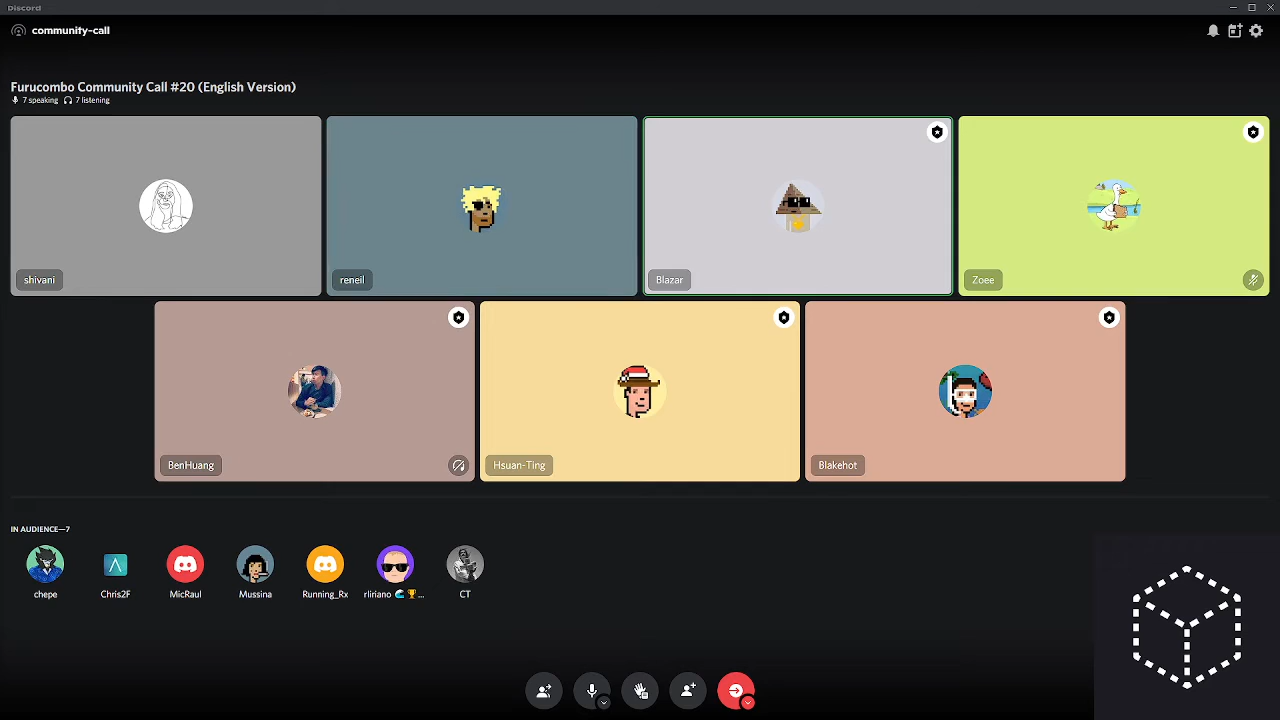 Discord
community-call
Furucombo Community Call #20 (English Version)
7 speaking 7 listening
shivani
reneil
Blazar
Zoee
BenHuang
Hsuan-Ting
Blakehot
IN AUDIENCE—7
chepe
Chris2F
MicRaul
Mussina
Running_Rx
rliriano 🌊 🏆...
CT